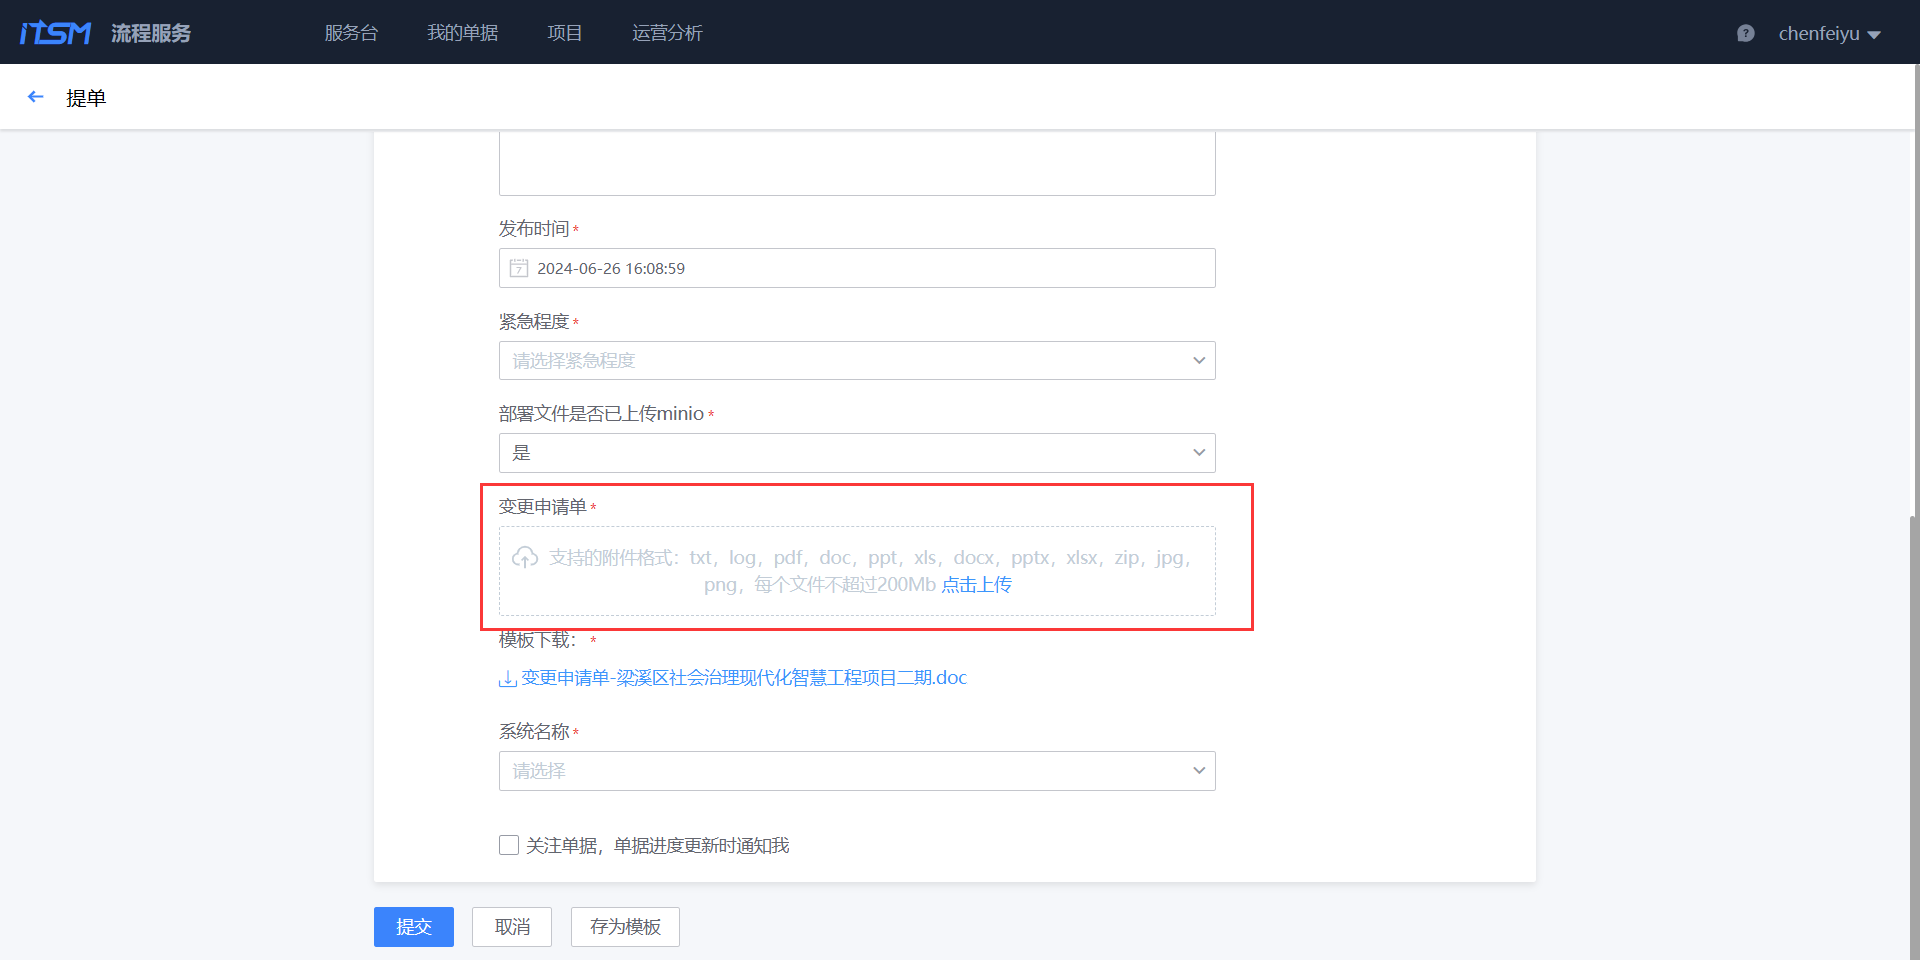 iTSM 流程服务 服务台 我的单据 项目 运营分析 chenfeiyu
提单
发布时间*
2024-06-26 16:08:59
紧急程度*
请选择紧急程度
部署文件是否已上传minio*
是
变更申请单*
支持的附件格式：txt，log，pdf，doc，ppt，xls，docx，pptx，xlsx，zip，jpg，
png，每个文件不超过200Mb 点击上传
模板下载：*
变更申请单-梁溪区社会治理现代化智慧工程项目二期.doc
系统名称*
请选择
关注单据，单据进度更新时通知我
提交 取消 存为模板